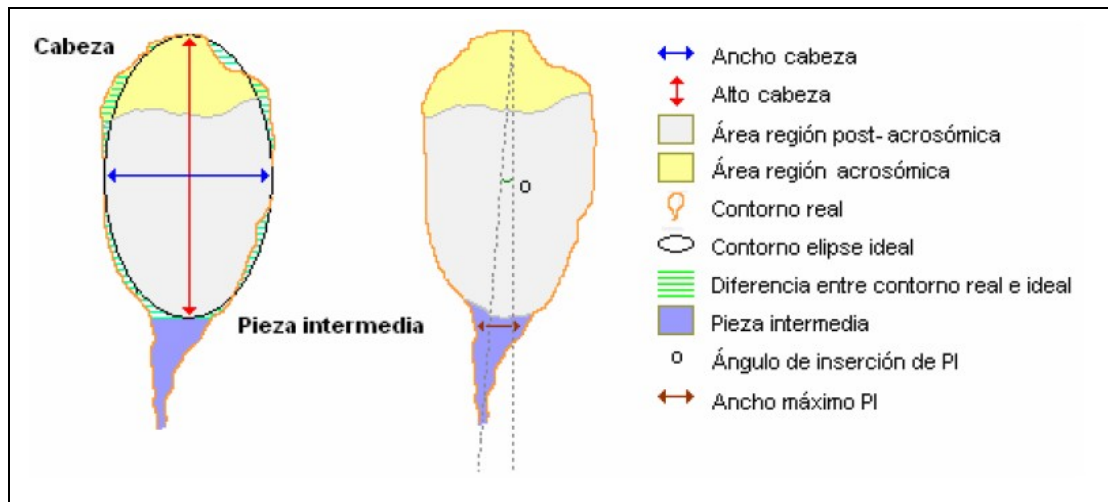 Cabeza
Pieza intermedia
o
Ancho cabeza
Alto cabeza
Área región post- acrosómica
Área región acrosómica
Contorno real
Contorno elipse ideal
Diferencia entre contorno real e ideal
Pieza intermedia
o
Ángulo de inserción de PI
Ancho máximo PI